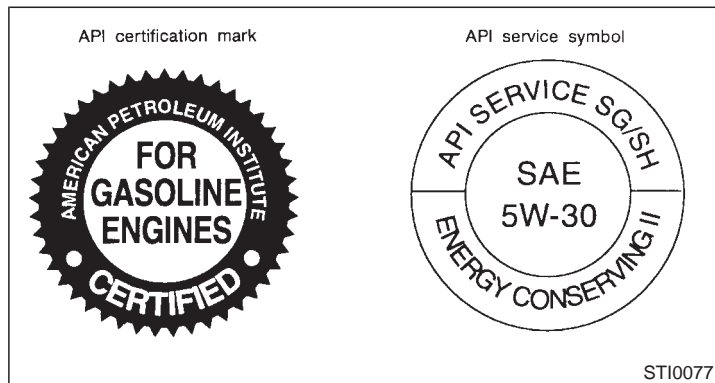 API certification mark
AMERICAN PETROLEUM INSTITUTE
FOR
GASOLINE
ENGINES
CERTIFIED
API service symbol
API SERVICE SG/SH
SAE
5W-30
ENERGY CONSERVING II
STI0077